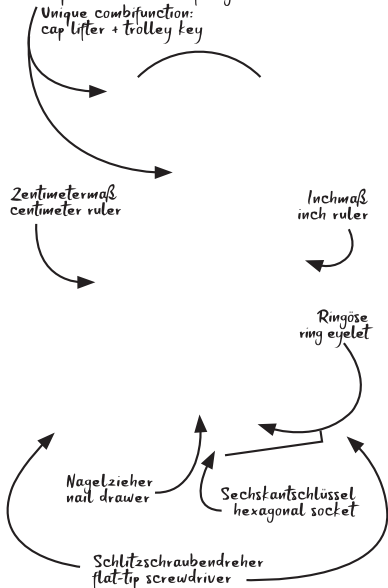 Unique combifunction:
cap lifter + trolley key
Zentimetermaß
centimeter ruler
Inchmaß
inch ruler
Ringöse
ring eyelet
Nagelzieher
nail drawer
Sechskantschlüssel
hexagonal socket
Schlitzschraubendreher
flat-tip screwdriver